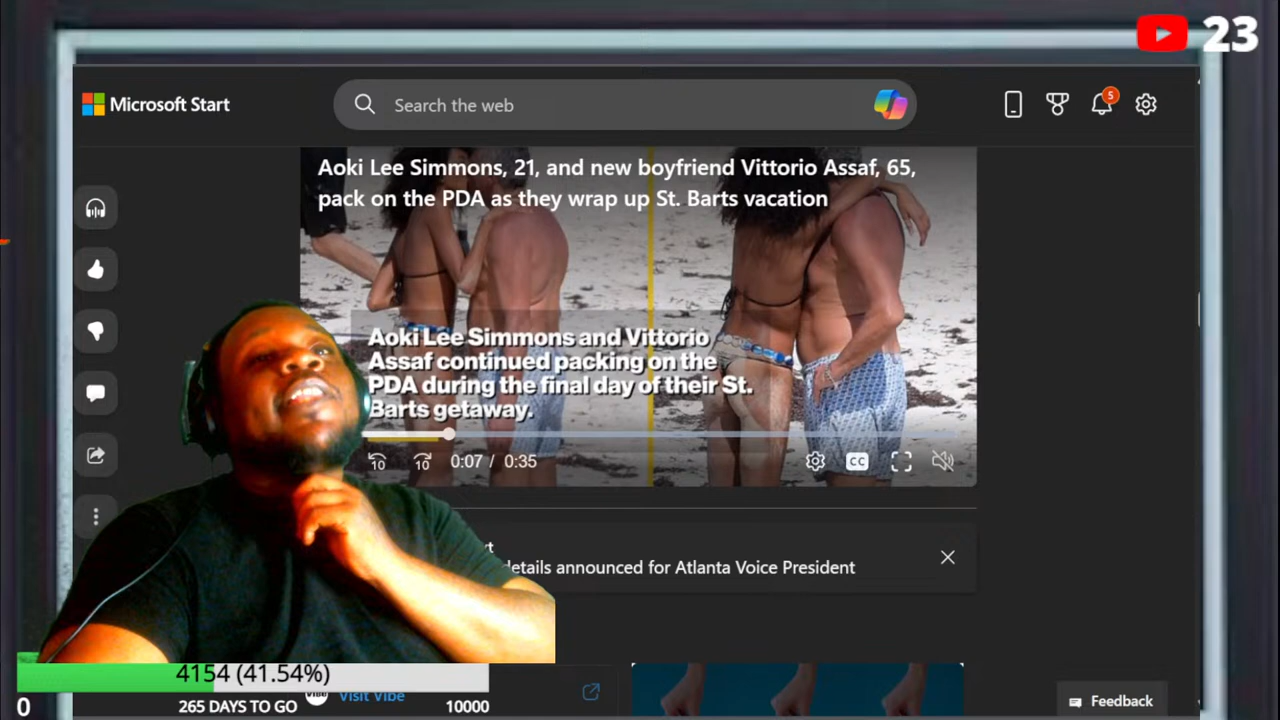 23
Microsoft Start
Search the web
5
Aoki Lee Simmons, 21, and new boyfriend Vittorio Assaf, 65,
pack on the PDA as they wrap up St. Barts vacation
Aoki Lee Simmons and Vittorio
Assaf continued packing on the
PDA during the final day of their St.
Barts getaway.
10
10
0:07 / 0:35
CC
details announced for Atlanta Voice President
4154 (41.54%)
0
265 DAYS TO GO
VIBE
Visit Vibe
10000
Feedback